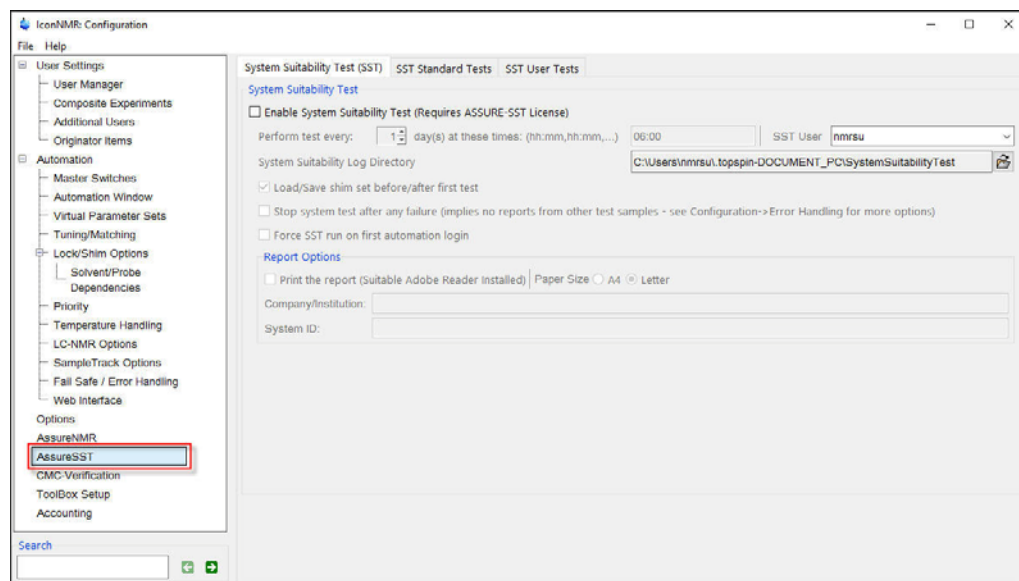 IconNMR: Configuration
File Help
User Settings
User Manager
Composite Experiments
Additional Users
Originator Items
Automation
Master Switches
Automation Window
Virtual Parameter Sets
Tuning/Matching
Lock/Shim Options
Solvent/Probe
Dependencies
Priority
Temperature Handling
LC-NMR Options
SampleTrack Options
Fail Safe / Error Handling
Web Interface
Options
AssureNMR
AssureSST
CMC-Verification
ToolBox Setup
Accounting
Search
System Suitability Test (SST) SST Standard Tests SST User Tests
System Suitability Test
Enable System Suitability Test (Requires ASSURE-SST License)
Perform test every: 1 day(s) at these times: (hh:mm,hh:mm,...) 06:00 SST User nmrsu
System Suitability Log Directory C:\Users\nmrsu\.topspin-DOCUMENT_PC\SystemSuitabilityTest
Load/Save shim set before/after first test
Stop system test after any failure (implies no reports from other test samples - see Configuration->Error Handling for more options)
Force SST run on first automation login
Report Options
Print the report (Suitable Adobe Reader Installed) Paper Size A4 Letter
Company/Institution:
System ID: